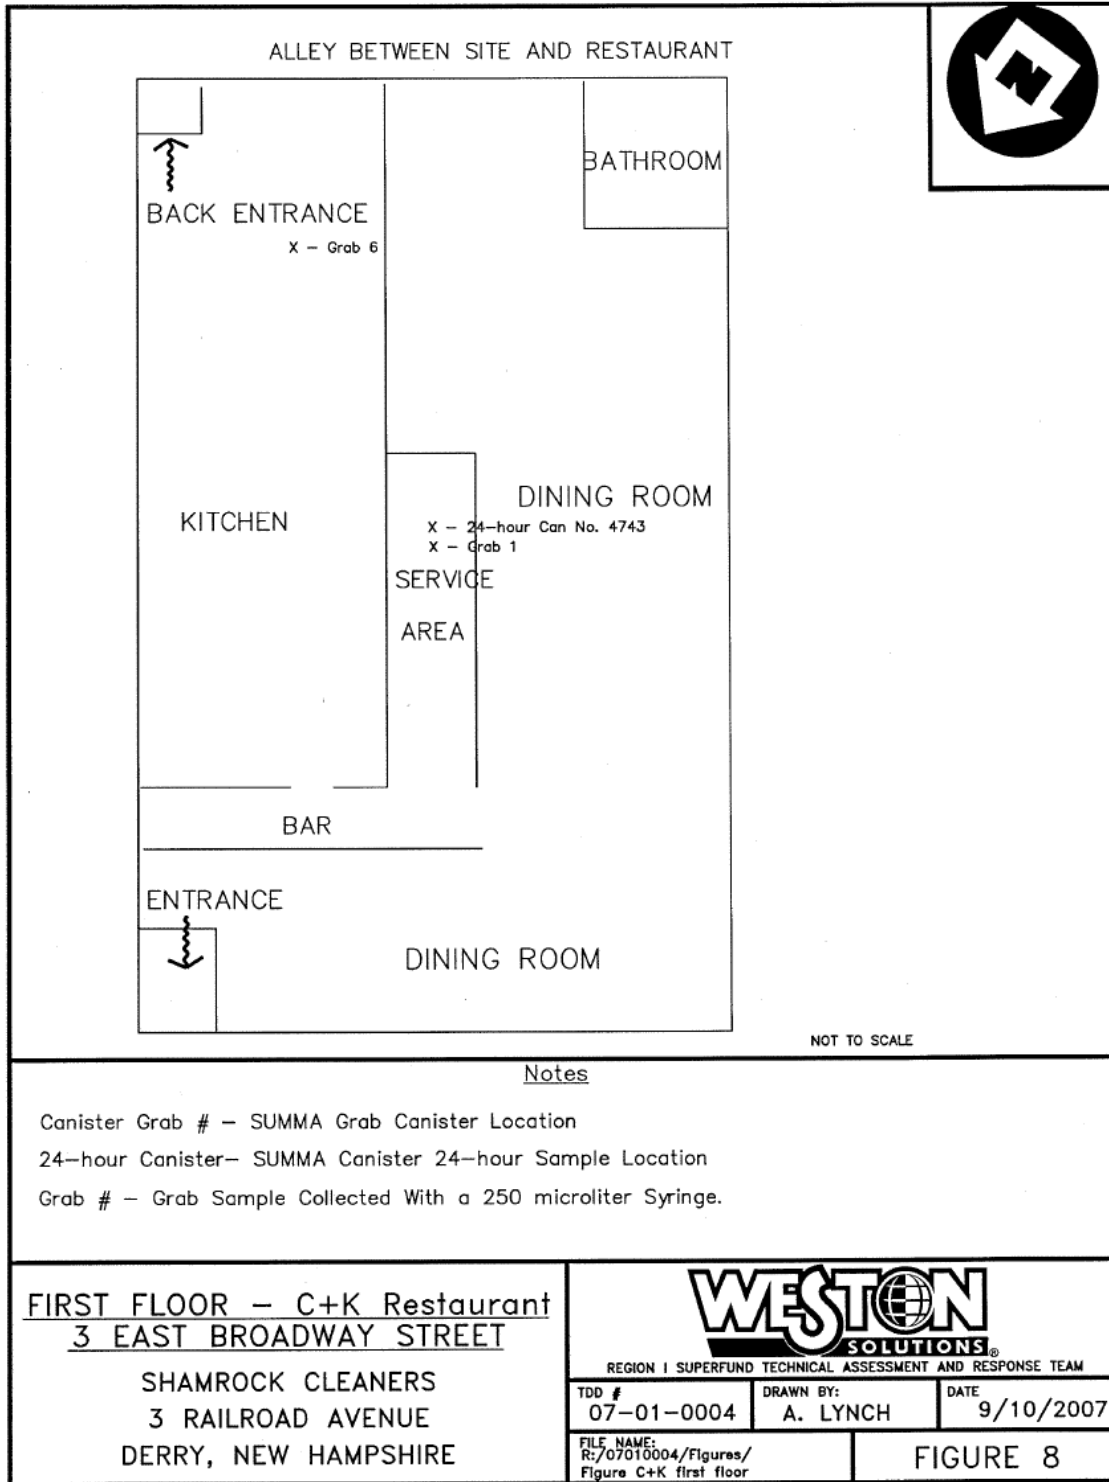 ALLEY BETWEEN SITE AND RESTAURANT
N
BATHROOM
BACK ENTRANCE
X - Grab 6
DINING ROOM
KITCHEN
X - 24-hour Can No. 4743
X - Grab 1
SERVICE
AREA
BAR
ENTRANCE
DINING ROOM
NOT TO SCALE
Notes
Canister Grab # - SUMMA Grab Canister Location
24-hour Canister- SUMMA Canister 24-hour Sample Location
Grab # - Grab Sample Collected With a 250 microliter Syringe.
FIRST FLOOR - C+K Restaurant
3 EAST BROADWAY STREET
SHAMROCK CLEANERS
3 RAILROAD AVENUE
DERRY, NEW HAMPSHIRE
WESTON
SOLUTIONS®
REGION I SUPERFUND TECHNICAL ASSESSMENT AND RESPONSE TEAM
TDD #
07-01-0004
DRAWN BY:
A. LYNCH
DATE
9/10/2007
FILE NAME:
R:/07010004/Figures/
Figure C+K first floor
FIGURE 8